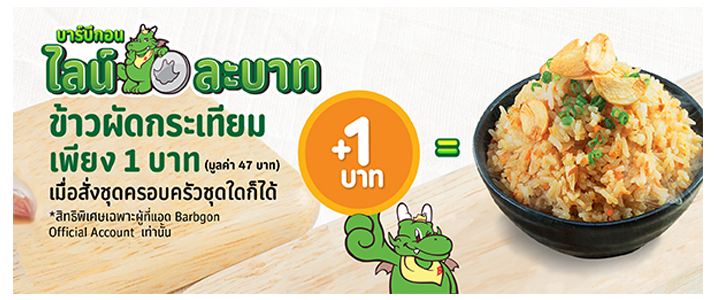 บาร์บีกอน
ไลน์ ละบาท
ข้าวผัดกระเทียม
เพียง 1 บาท (มูลค่า 47 บาท)
เมื่อสั่งชุดครอบครัวชุดใดก็ได้
*สิทธิพิเศษเฉพาะผู้ที่แอด Barbgon
Official Account เท่านั้น
+1
บาท
=